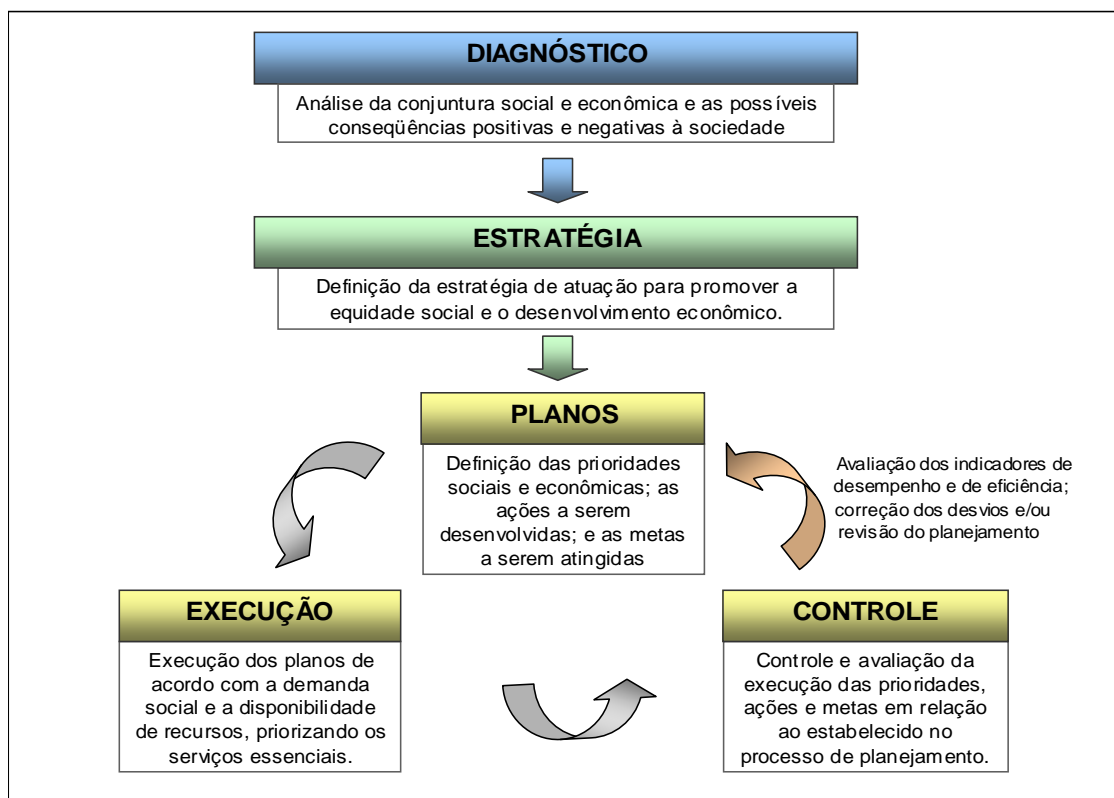 DIAGNÓSTICO
Análise da conjuntura social e econômica e as possíveis
conseqüências positivas e negativas à sociedade
ESTRATÉGIA
Definição da estratégia de atuação para promover a
equidade social e o desenvolvimento econômico.
PLANOS
Definição das prioridades
sociais e econômicas; as
ações a serem
desenvolvidas; e as metas
a serem atingidas
Avaliação dos indicadores de
desempenho e de eficiência;
correção dos desvios e/ou
revisão do planejamento
EXECUÇÃO
Execução dos planos de
acordo com a demanda
social e a disponibilidade
de recursos, priorizando os
serviços essenciais.
CONTROLE
Controle e avaliação da
execução das prioridades,
ações e metas em relação
ao estabelecido no
processo de planejamento.